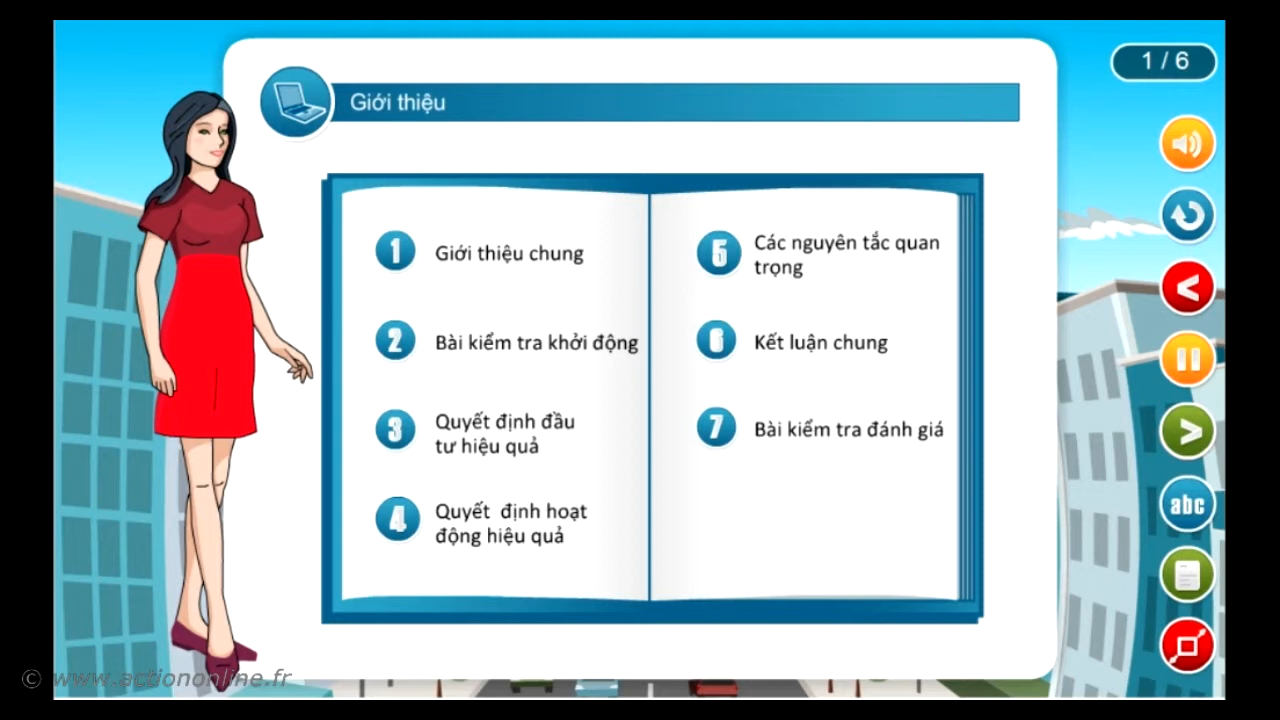 1 / 6
Giới thiệu
1 Giới thiệu chung
2 Bài kiểm tra khởi động
3 Quyết định đầu
tư hiệu quả
4 Quyết định hoạt
động hiệu quả
5 Các nguyên tắc quan
trọng
6 Kết luận chung
7 Bài kiểm tra đánh giá
abc
© www.actiononline.fr